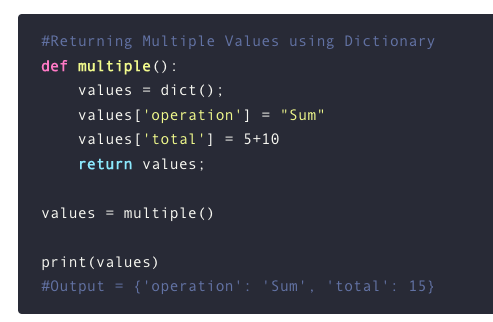 #Returning Multiple Values using Dictionary
def multiple():
    values = dict();
    values['operation'] = "Sum"
    values['total'] = 5+10
    return values;
values = multiple()
print(values)
#Output = {'operation': 'Sum', 'total': 15}